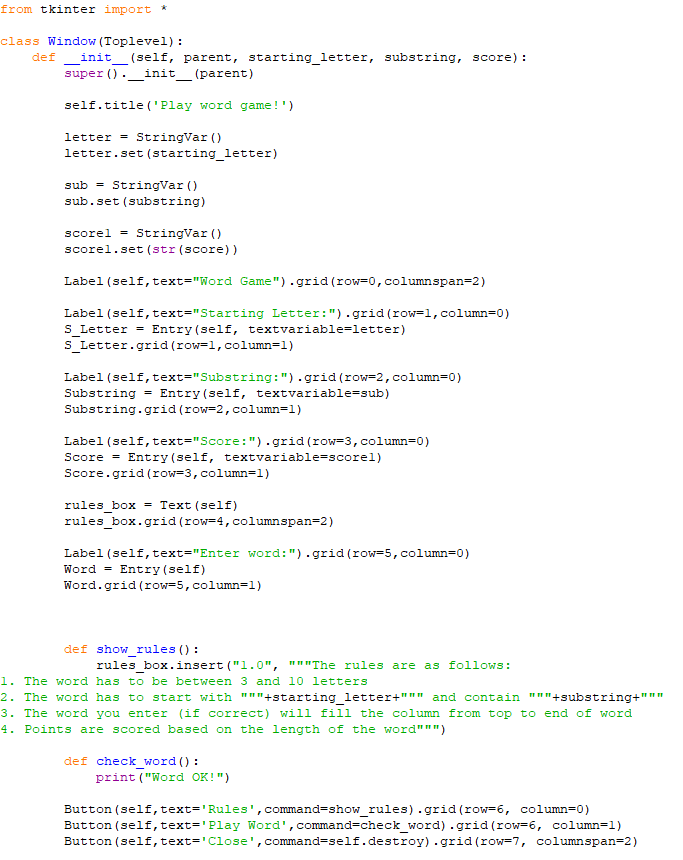 from tkinter import *
class Window(Toplevel):
    def __init__(self, parent, starting_letter, substring, score):
        super().__init__(parent)
        self.title('Play word game!')
        letter = StringVar()
        letter.set(starting_letter)
        sub = StringVar()
        sub.set(substring)
        score1 = StringVar()
        score1.set(str(score))
        Label(self,text="Word Game").grid(row=0,columnspan=2)
        Label(self,text="Starting Letter:").grid(row=1,column=0)
        S_Letter = Entry(self, textvariable=letter)
        S_Letter.grid(row=1,column=1)
        Label(self,text="Substring:").grid(row=2,column=0)
        Substring = Entry(self, textvariable=sub)
        Substring.grid(row=2,column=1)
        Label(self,text="Score:").grid(row=3,column=0)
        Score = Entry(self, textvariable=score1)
        Score.grid(row=3,column=1)
        rules_box = Text(self)
        rules_box.grid(row=4,columnspan=2)
        Label(self,text="Enter word:").grid(row=5,column=0)
        Word = Entry(self)
        Word.grid(row=5,column=1)
        def show_rules():
            rules_box.insert("1.0", """The rules are as follows:
1. The word has to be between 3 and 10 letters
2. The word has to start with """+starting_letter+""" and contain """+substring+"""
3. The word you enter (if correct) will fill the column from top to end of word
4. Points are scored based on the length of the word""")
        def check_word():
            print("Word OK!")
        Button(self,text='Rules',command=show_rules).grid(row=6, column=0)
        Button(self,text='Play Word',command=check_word).grid(row=6, column=1)
        Button(self,text='Close',command=self.destroy).grid(row=7, columnspan=2)